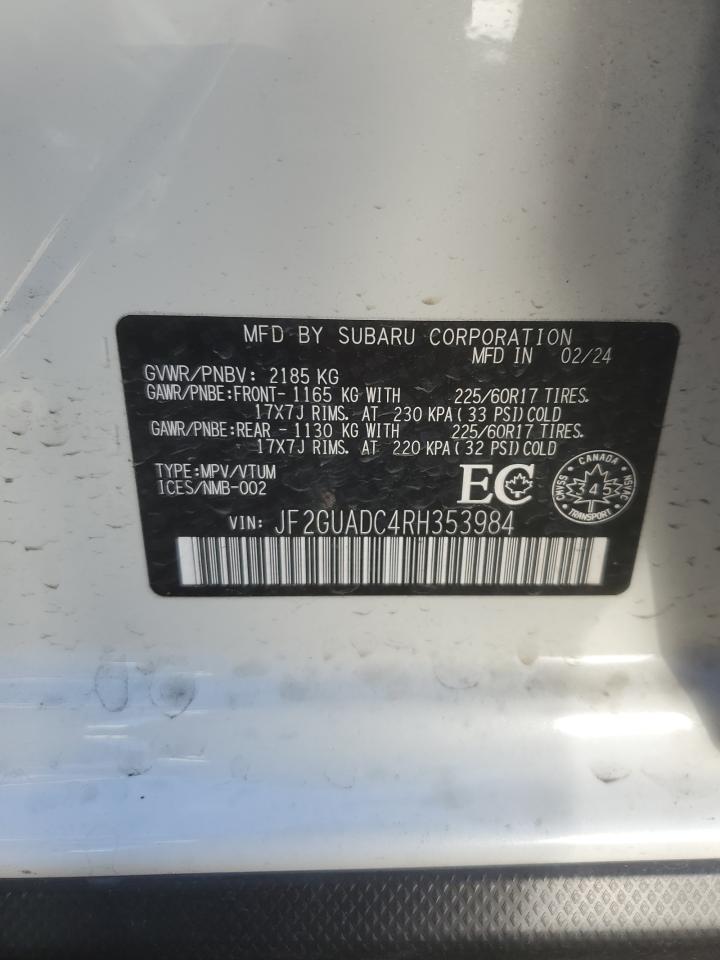 MFD BY SUBARU CORPORATION
MFD IN 02/24
GVWR/PNBV: 2185 KG
GAWR/PNBE:FRONT- 1165 KG WITH 225/60R17 TIRES.
17X7J RIMS. AT 230 KPA(33 PSI)COLD
GAWR/PNBE:REAR - 1130 KG WITH 225/60R17 TIRES.
17X7J RIMS. AT 220 KPA(32 PSI)COLD
TYPE:MPV/VTUM
ICES/NMB-002
EC
CANADA
CMVSS
NSVAC
345
TRANSPORT
VIN: JF2GUADC4RH353984